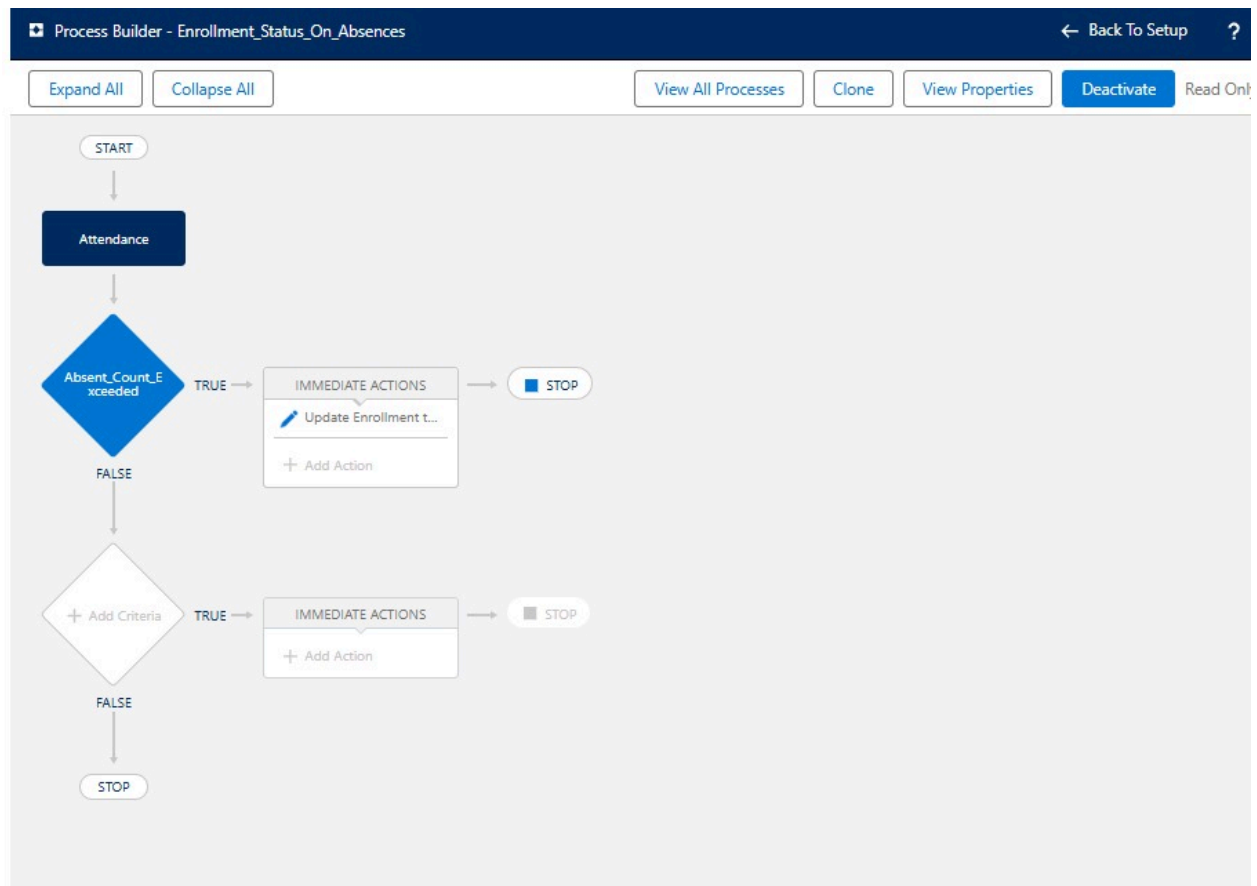 Process Builder - Enrollment_Status_On_Absences
Back To Setup
?
Expand All
Collapse All
View All Processes
Clone
View Properties
Deactivate
Read Only
START
Attendance
Absent_Count_E
xceeded
TRUE
IMMEDIATE ACTIONS
STOP
Update Enrollment t...
+ Add Action
FALSE
+ Add Criteria
TRUE
IMMEDIATE ACTIONS
STOP
+ Add Action
FALSE
STOP